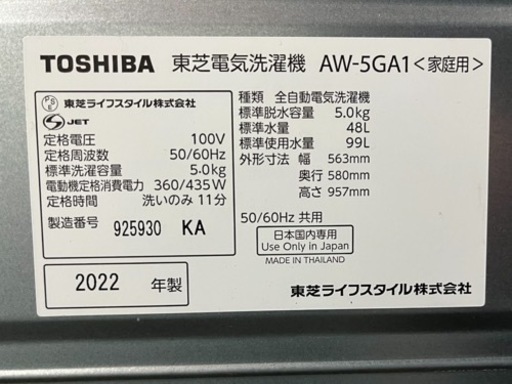 TOSHIBA 東芝電気洗濯機 AW-5GA1<家庭用>
PS E 東芝ライフスタイル株式会社
S JET
定格電圧 100V
定格周波数 50/60Hz
標準洗濯容量 5.0kg
電動機定格消費電力 360/435W
定格時間 洗いのみ 11分
製造番号 925930 KA
2022 年製
種類 全自動電気洗濯機
標準脱水容量 5.0kg
標準水量 48L
標準使用水量 99L
外形寸法 幅 563mm
奥行 580mm
高さ 957mm
50/60Hz 共用
日本国内専用
Use Only in Japan
MADE IN THAILAND
東芝ライフスタイル株式会社